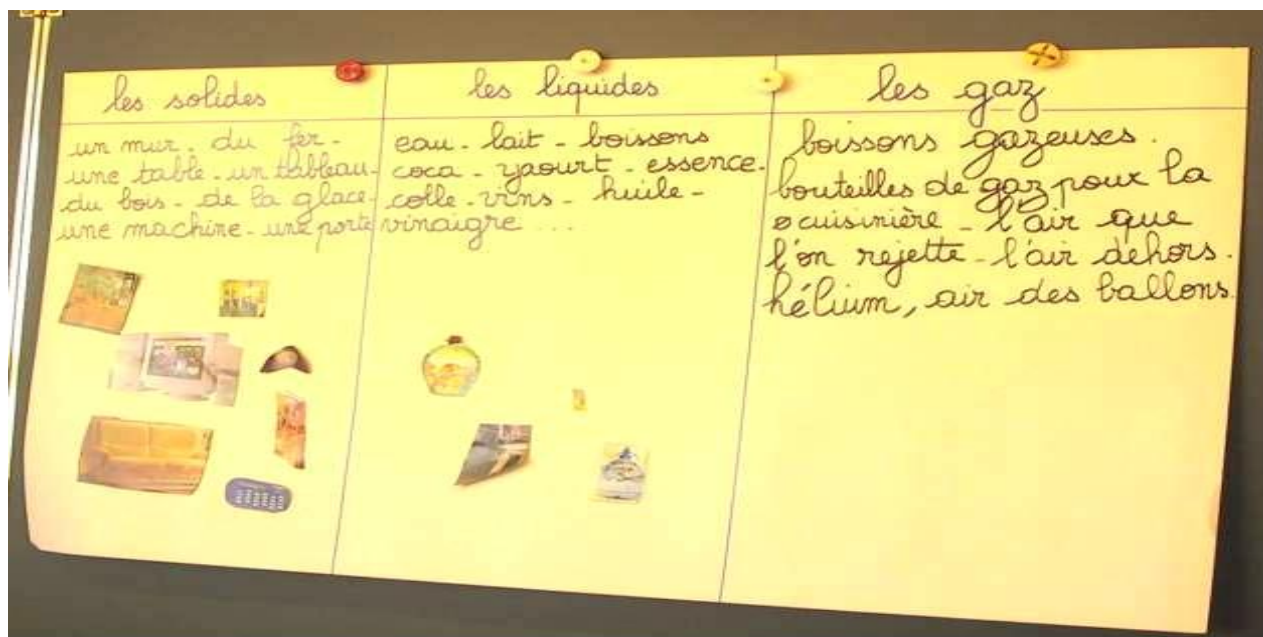 les solides
un mur - du fer -
une table - un tableau -
du bois - de la glace -
une machine - une porte
les liquides
eau - lait - boissons
coca - yaourt - essence -
colle - vins - huile -
vinaigre ...
les gaz
boissons gazeuses .
bouteilles de gaz pour la
cuisinière - l'air que
l'on rejette - l'air dehors .
hélium, air des ballons.